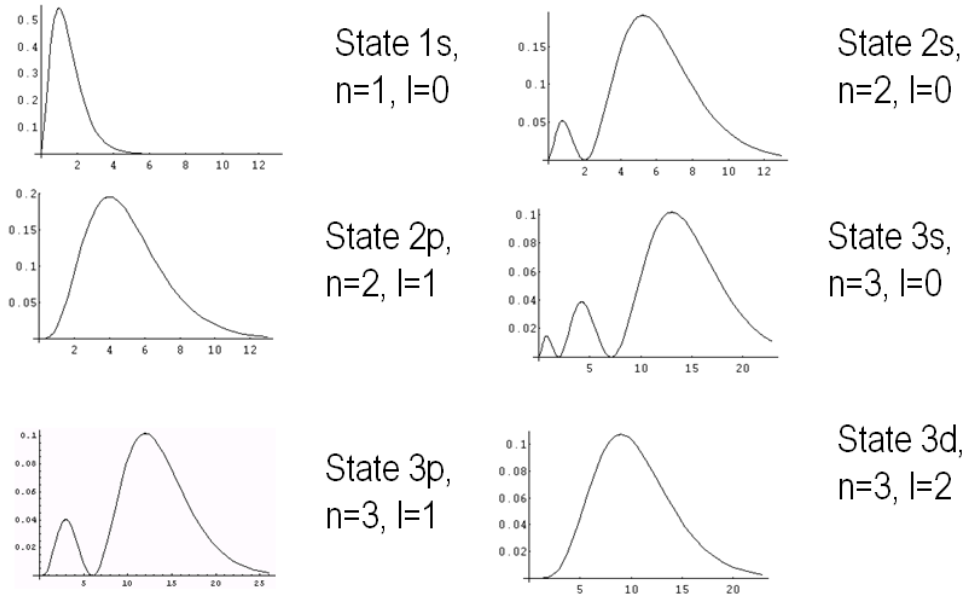 0.5
0.4
0.3
0.2
0.1
2 4 6 8 10 12
State 1s,
n=1, l=0
0.15
0.1
0.05
2 4 6 8 10 12
State 2s,
n=2, l=0
0.2
0.15
0.1
0.05
2 4 6 8 10 12
State 2p,
n=2, l=1
0.1
0.08
0.06
0.04
0.02
5 10 15 20
State 3s,
n=3, l=0
0.1
0.08
0.06
0.04
0.02
5 10 15 20 25
State 3p,
n=3, l=1
0.1
0.08
0.06
0.04
0.02
5 10 15 20
State 3d,
n=3, l=2